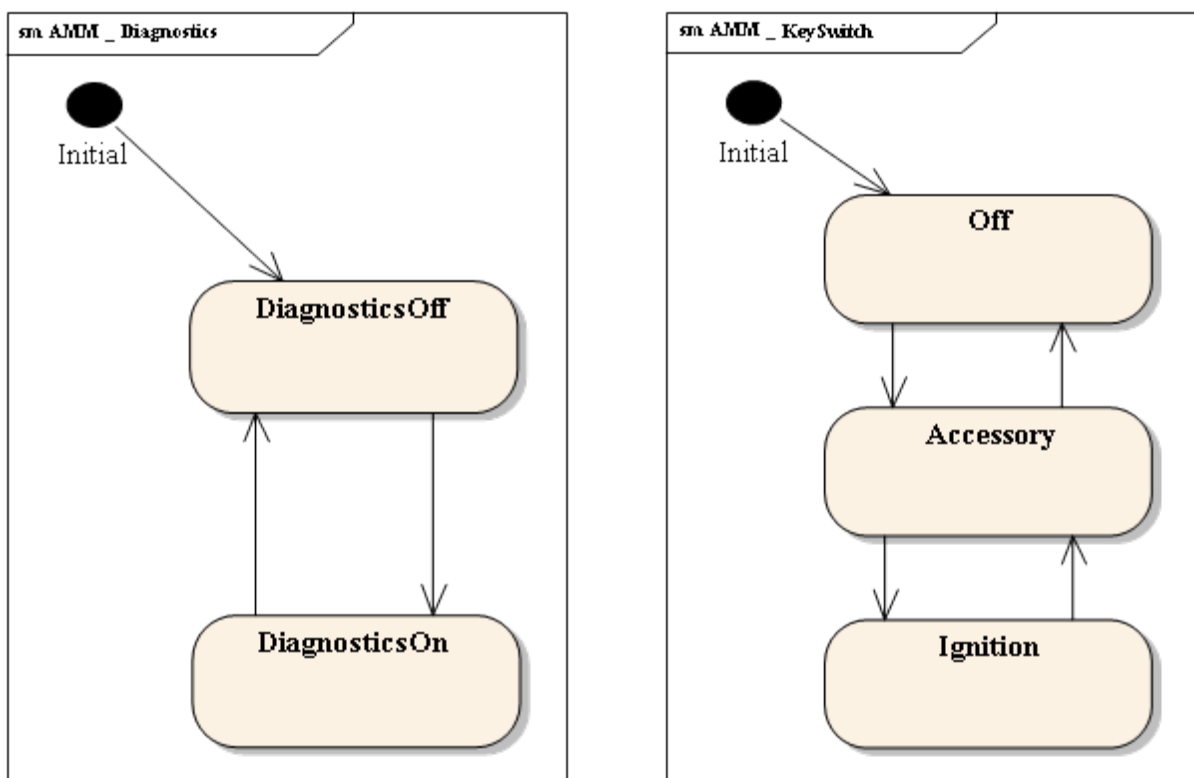 sm AMM _ Diagnostics
Initial
DiagnosticsOff
DiagnosticsOn
sm AMM _ KeySwitch
Initial
Off
Accessory
Ignition